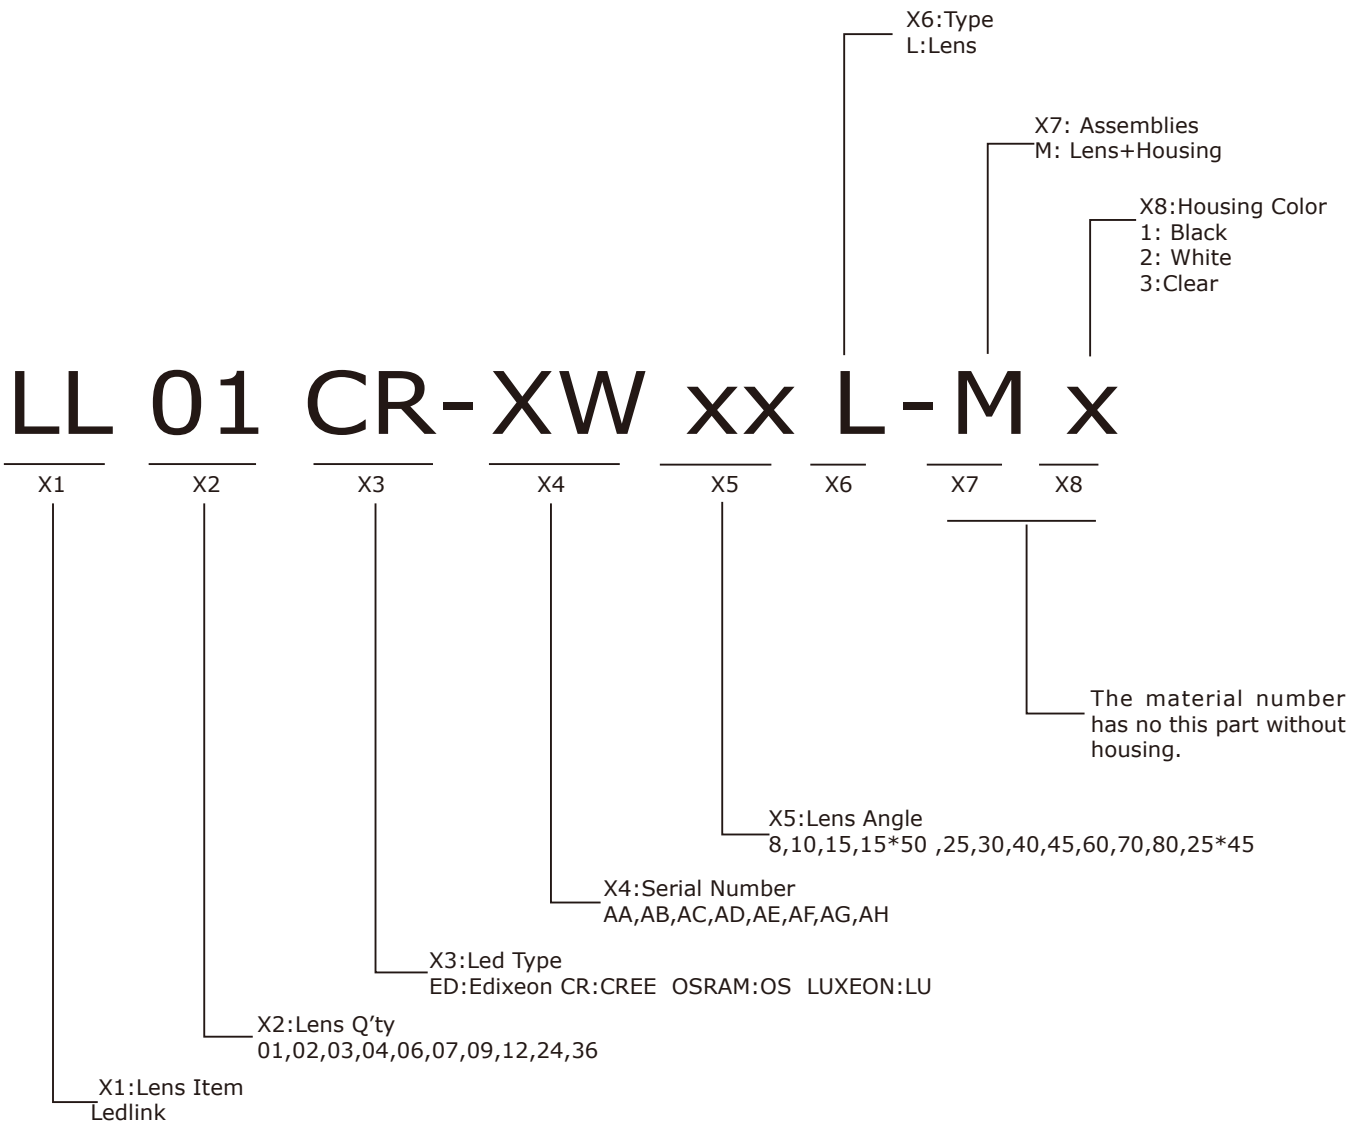 X6:Type
L:Lens
X7: Assemblies
M: Lens+Housing
X8:Housing Color
1: Black
2: White
3:Clear
LL 01 CR-XW xx L-M x
X1 X2 X3 X4 X5 X6 X7 X8
The material number
has no this part without
housing.
X5:Lens Angle
8,10,15,15*50 ,25,30,40,45,60,70,80,25*45
X4:Serial Number
AA,AB,AC,AD,AE,AF,AG,AH
X3:Led Type
ED:Edixeon CR:CREE OSRAM:OS LUXEON:LU
X2:Lens Q’ty
01,02,03,04,06,07,09,12,24,36
X1:Lens Item
Ledlink